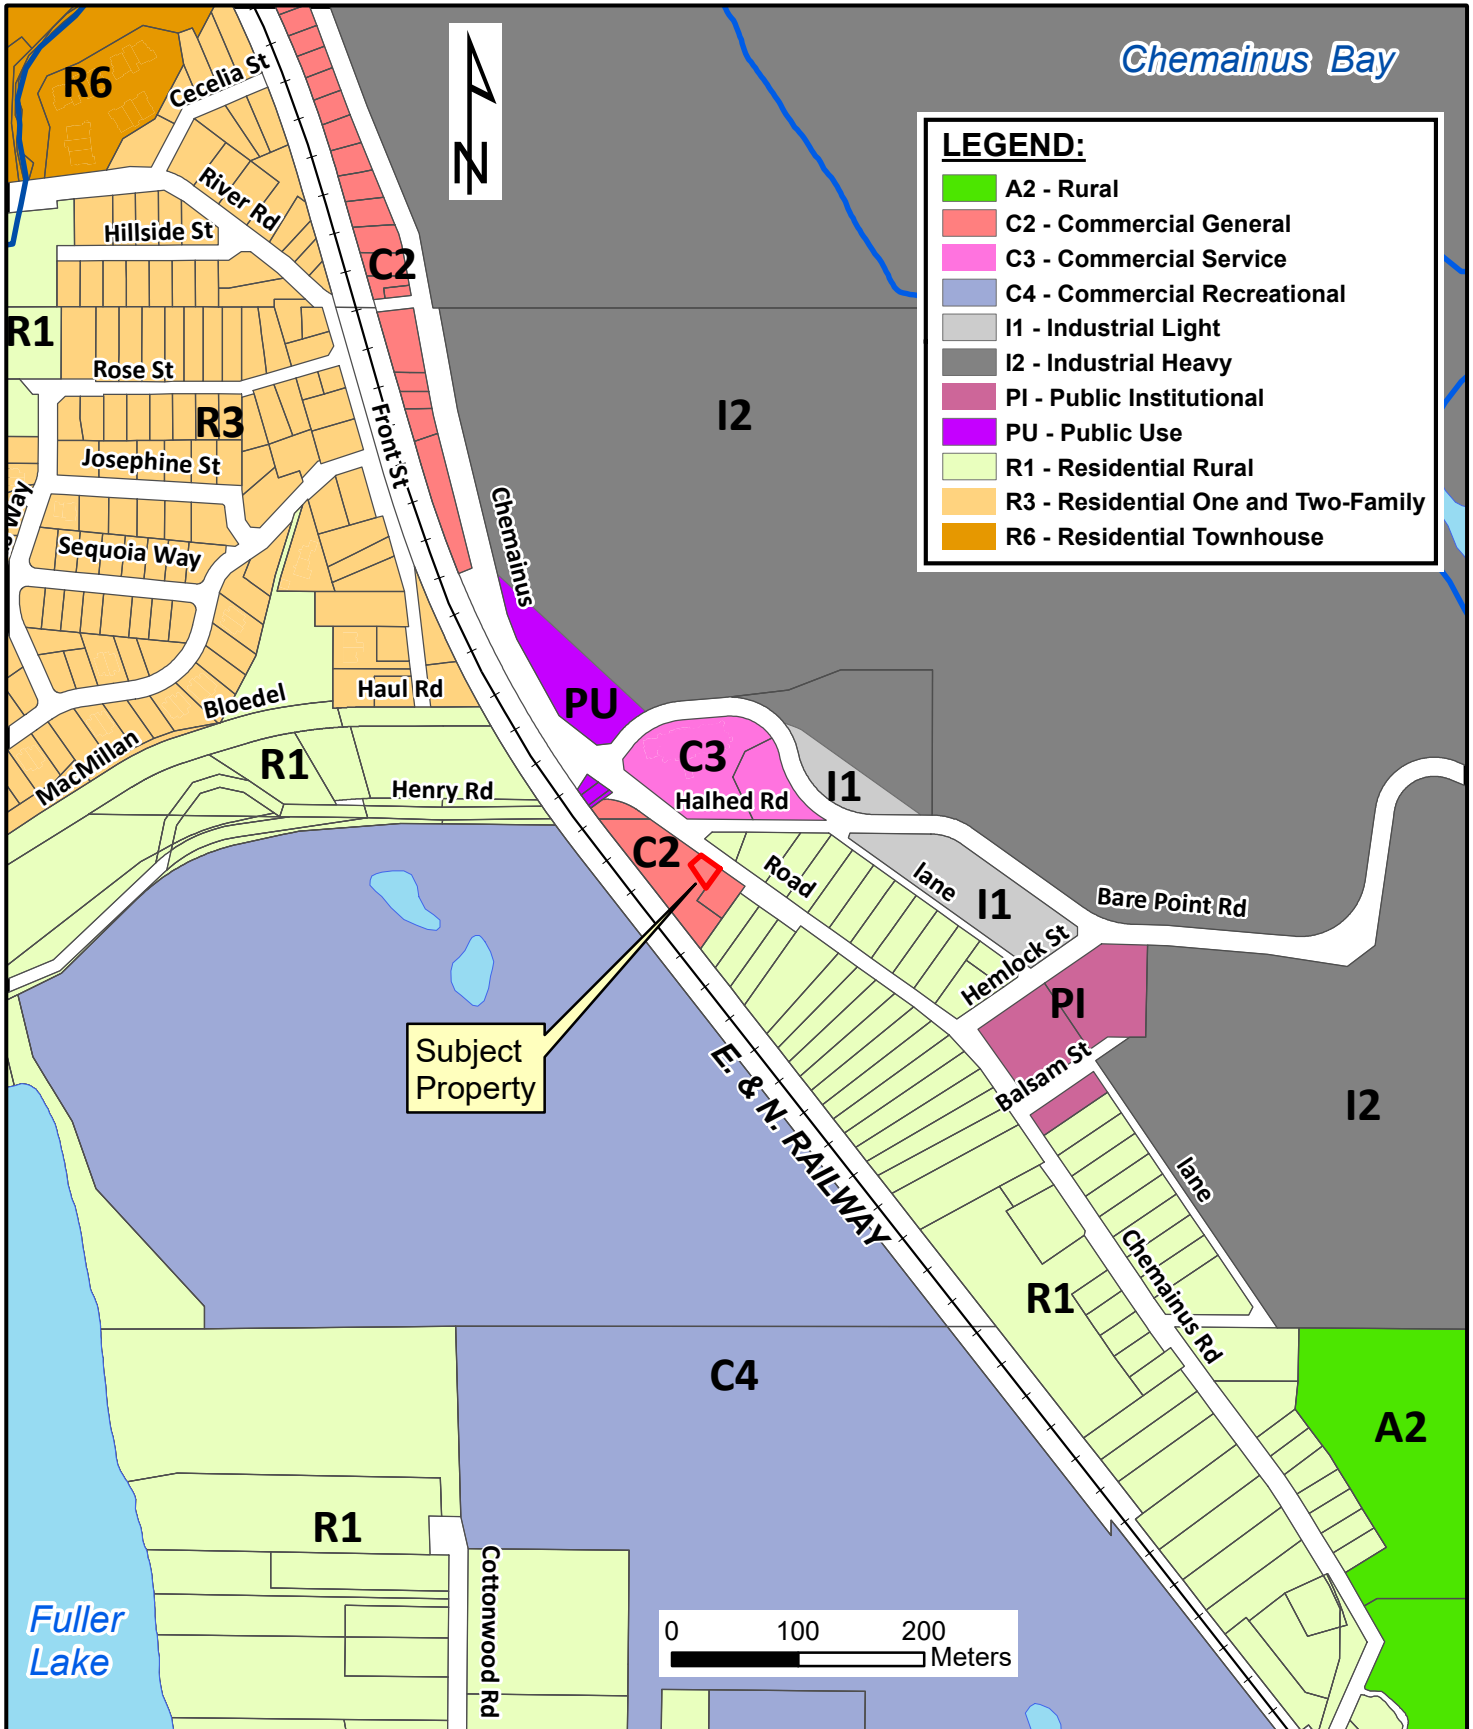 Chemainus Bay
R6
Cecelia St
N
LEGEND:
A2 - Rural
C2 - Commercial General
C3 - Commercial Service
C4 - Commercial Recreational
I1 - Industrial Light
I2 - Industrial Heavy
PI - Public Institutional
PU - Public Use
R1 - Residential Rural
R3 - Residential One and Two-Family
R6 - Residential Townhouse
River Rd
Hillside St
C2
R1
Rose St
R3
Front St
I2
Josephine St
Way
Sequoia Way
Chemainus
Haul Rd
Bloedel
MacMillan
PU
R1
C3
I1
Henry Rd
Halhed Rd
C2
Road
lane
I1
Bare Point Rd
Hemlock St
PI
Subject
Property
Balsam St
E. & N. RAILWAY
I2
lane
Chemainus Rd
R1
C4
A2
R1
Cottonwood Rd
Fuller
Lake
0 100 200
Meters